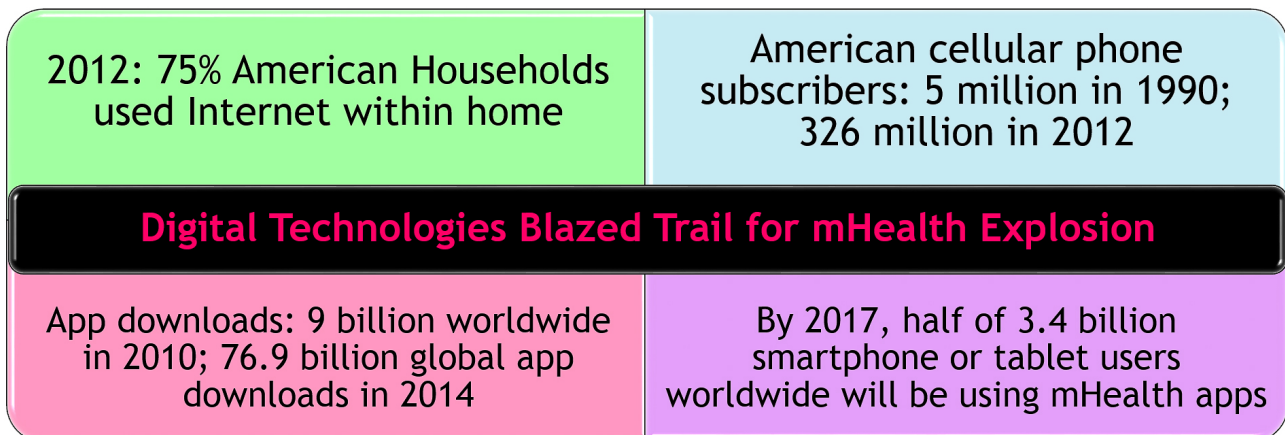 2012: 75% American Households
used Internet within home
American cellular phone
subscribers: 5 million in 1990;
326 million in 2012
Digital Technologies Blazed Trail for mHealth Explosion
App downloads: 9 billion worldwide
in 2010; 76.9 billion global app
downloads in 2014
By 2017, half of 3.4 billion
smartphone or tablet users
worldwide will be using mHealth apps